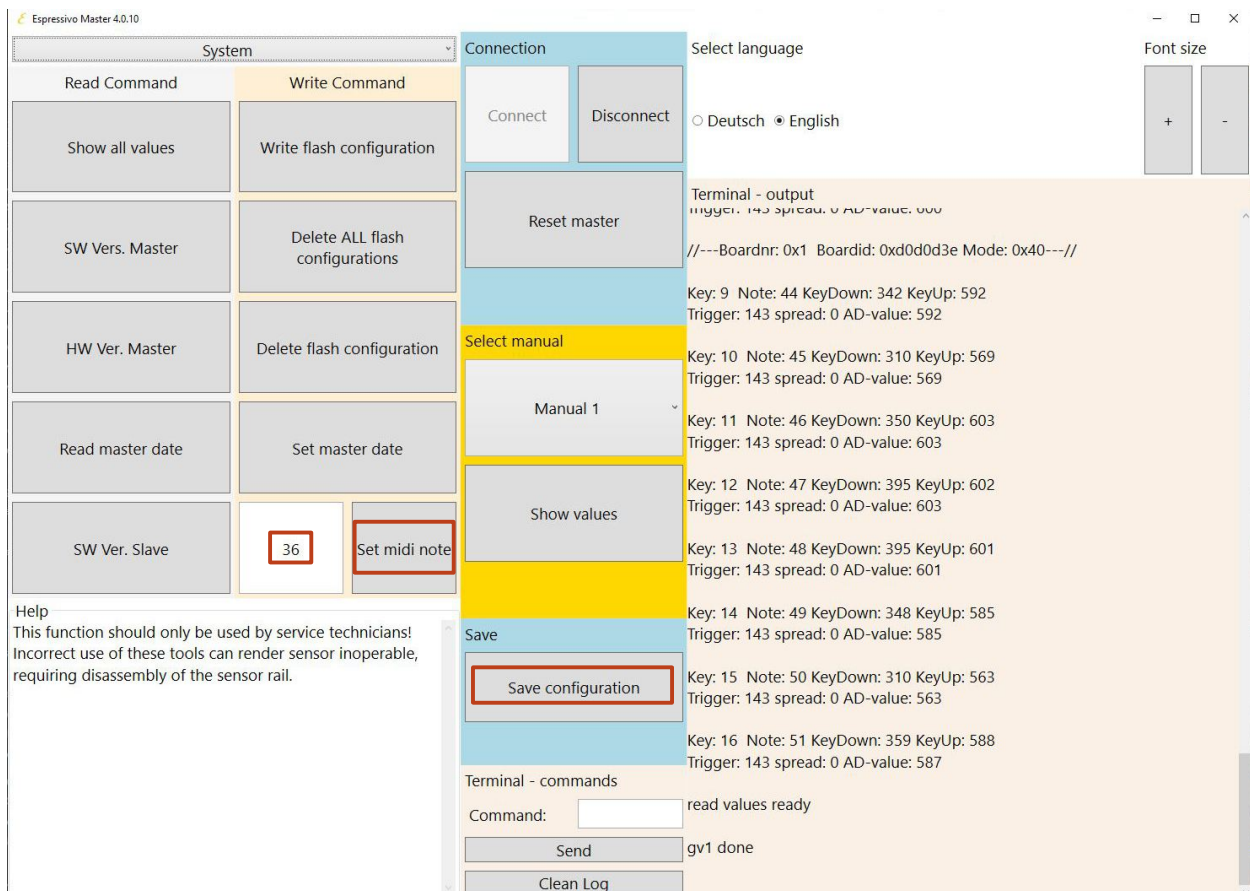 Espressivo Master 4.0.10
System
Read Command
Write Command
Show all values
Write flash configuration
SW Vers. Master
Delete ALL flash
configurations
HW Ver. Master
Delete flash configuration
Read master date
Set master date
SW Ver. Slave
36
Set midi note
Help
This function should only be used by service technicians!
Incorrect use of these tools can render sensor inoperable,
requiring disassembly of the sensor rail.
Connection
Connect
Disconnect
Reset master
Select manual
Manual 1
Show values
Save
Save configuration
Terminal - commands
Command:
Send
Clean Log
Select language
Deutsch
English
Font size
+
-
Terminal - output
Trigger: 143 spread: 0 AD-value: 600
//---Boardnr: 0x1 Boardid: 0xd0d0d3e Mode: 0x40---//
Key: 9 Note: 44 KeyDown: 342 KeyUp: 592
Trigger: 143 spread: 0 AD-value: 592
Key: 10 Note: 45 KeyDown: 310 KeyUp: 569
Trigger: 143 spread: 0 AD-value: 569
Key: 11 Note: 46 KeyDown: 350 KeyUp: 603
Trigger: 143 spread: 0 AD-value: 603
Key: 12 Note: 47 KeyDown: 395 KeyUp: 602
Trigger: 143 spread: 0 AD-value: 603
Key: 13 Note: 48 KeyDown: 395 KeyUp: 601
Trigger: 143 spread: 0 AD-value: 601
Key: 14 Note: 49 KeyDown: 348 KeyUp: 585
Trigger: 143 spread: 0 AD-value: 585
Key: 15 Note: 50 KeyDown: 310 KeyUp: 563
Trigger: 143 spread: 0 AD-value: 563
Key: 16 Note: 51 KeyDown: 359 KeyUp: 588
Trigger: 143 spread: 0 AD-value: 587
read values ready
gv1 done